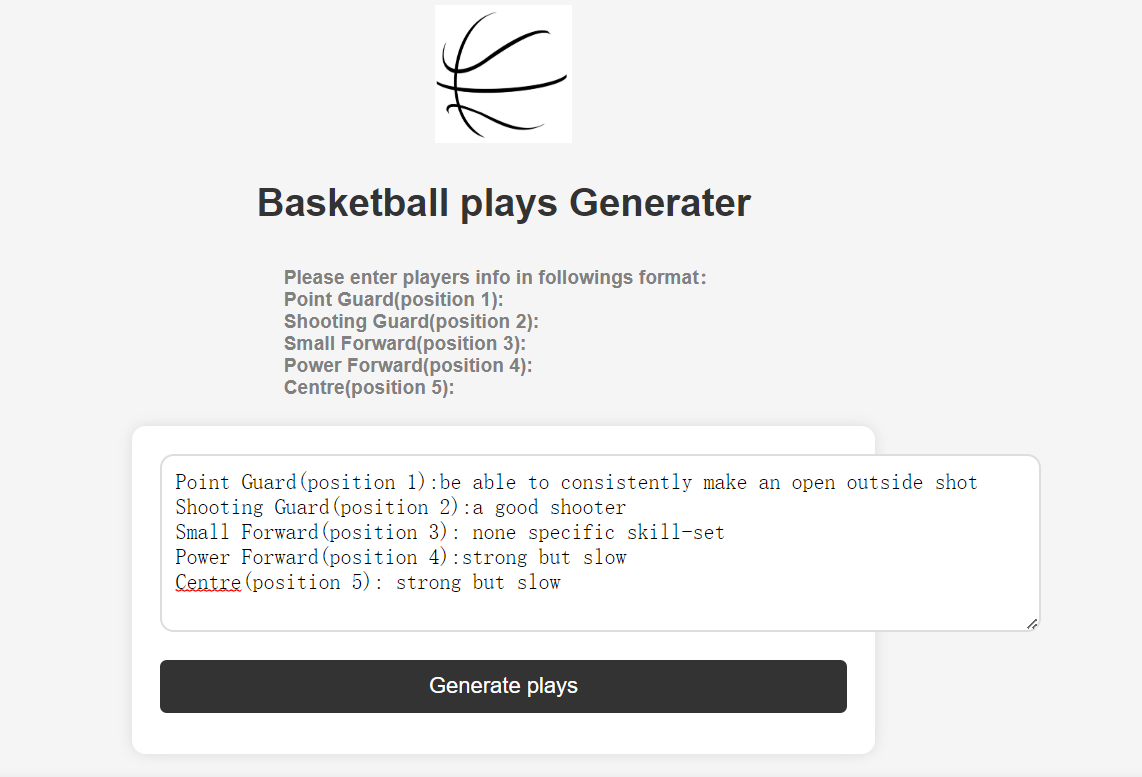 Basketball plays Generater
Please enter players info in followings format:
Point Guard(position 1):
Shooting Guard(position 2):
Small Forward(position 3):
Power Forward(position 4):
Centre(position 5):
Point Guard(position 1):be able to consistently make an open outside shot
Shooting Guard(position 2):a good shooter
Small Forward(position 3): none specific skill-set
Power Forward(position 4):strong but slow
Centre(position 5): strong but slow
Generate plays